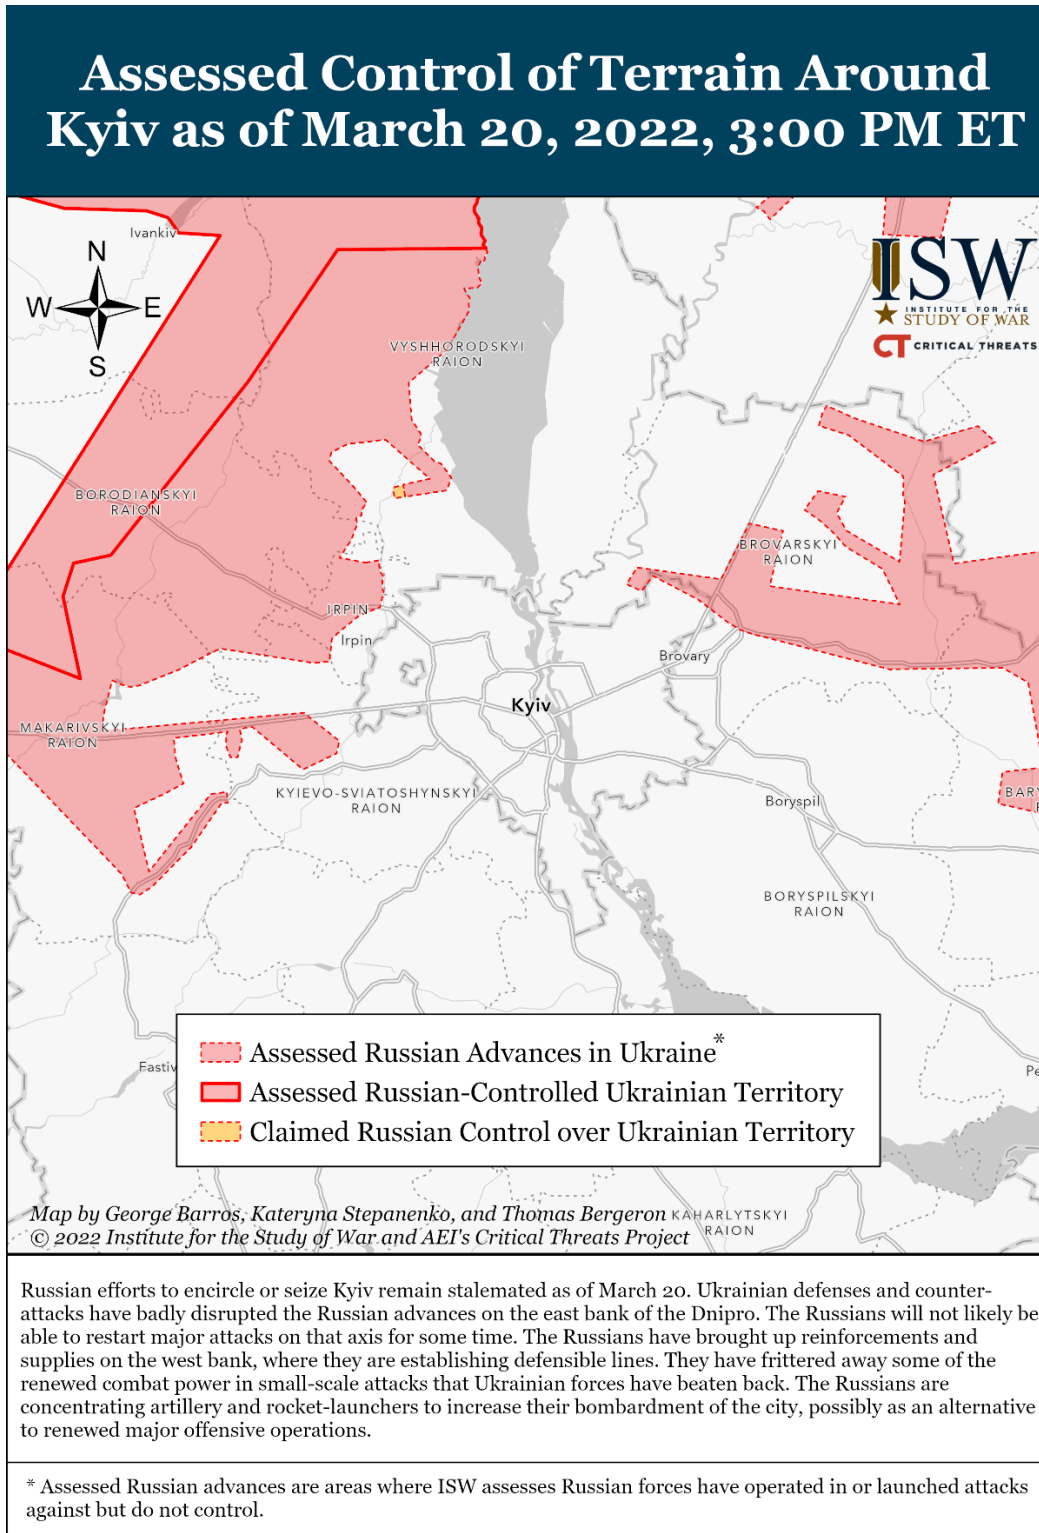 Assessed Control of Terrain Around
Kyiv as of March 20, 2022, 3:00 PM ET
Ivankiv
N
W
E
S
ISW
INSTITUTE FOR THE
STUDY OF WAR
CT CRITICAL THREATS
VYSHHORODSKYI
RAION
BORODIANSKYI
RAION
BROVARSKYI
RAION
IRPIN
Irpin
Brovary
Kyiv
MAKARIVSKYI
RAION
KYIEVO-SVIATOSHYNSKYI
RAION
Boryspil
BARY
R
BORYSPILSKYI
RAION
Fastiv
Pe
Assessed Russian Advances in Ukraine*
Assessed Russian-Controlled Ukrainian Territory
Claimed Russian Control over Ukrainian Territory
KAHARLYTSKYI
RAION
Map by George Barros, Kateryna Stepanenko, and Thomas Bergeron
© 2022 Institute for the Study of War and AEI's Critical Threats Project
Russian efforts to encircle or seize Kyiv remain stalemated as of March 20. Ukrainian defenses and counter-
attacks have badly disrupted the Russian advances on the east bank of the Dnipro. The Russians will not likely be
able to restart major attacks on that axis for some time. The Russians have brought up reinforcements and
supplies on the west bank, where they are establishing defensible lines. They have frittered away some of the
renewed combat power in small-scale attacks that Ukrainian forces have beaten back. The Russians are
concentrating artillery and rocket-launchers to increase their bombardment of the city, possibly as an alternative
to renewed major offensive operations.
* Assessed Russian advances are areas where ISW assesses Russian forces have operated in or launched attacks
against but do not control.